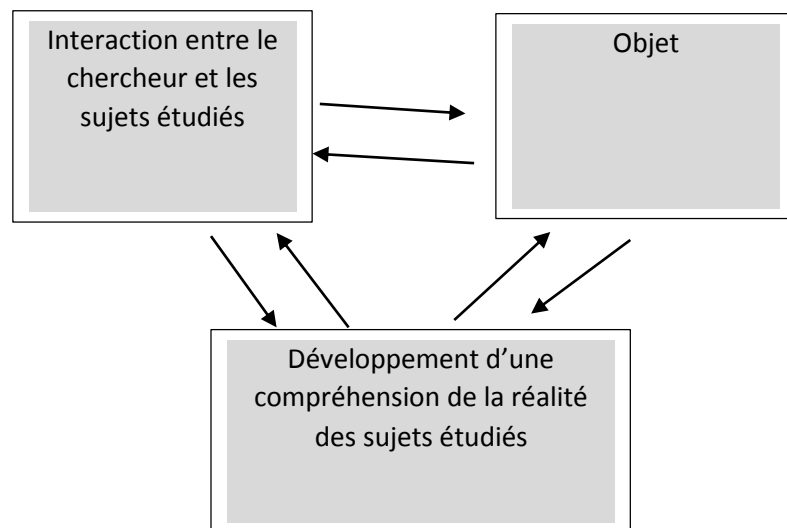 Interaction entre le
chercheur et les
sujets étudiés
Objet
Développement d’une
compréhension de la réalité
des sujets étudiés